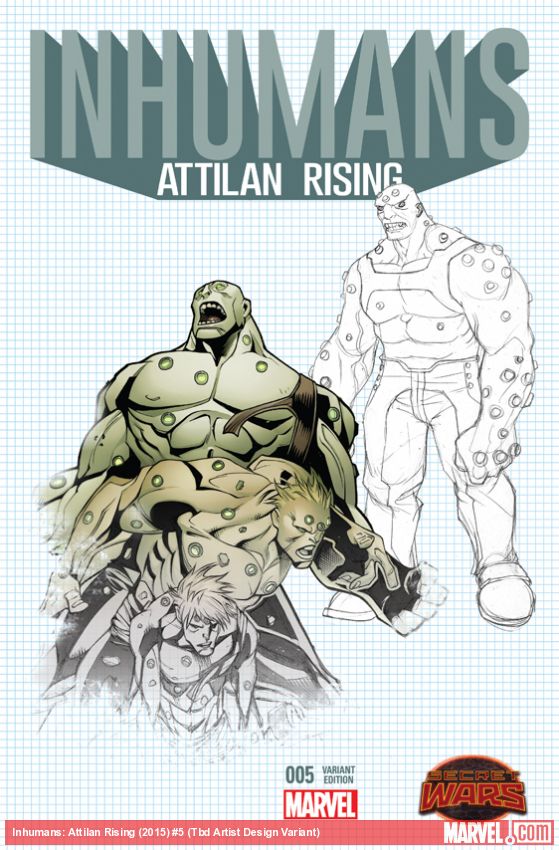 INHUMANS
ATTILAN RISING
005 VARIANT
EDITION
MARVEL
SECRET
WARS
Inhumans: Attilan Rising (2015) #5 (Tbd Artist Design Variant)
MARVEL.com